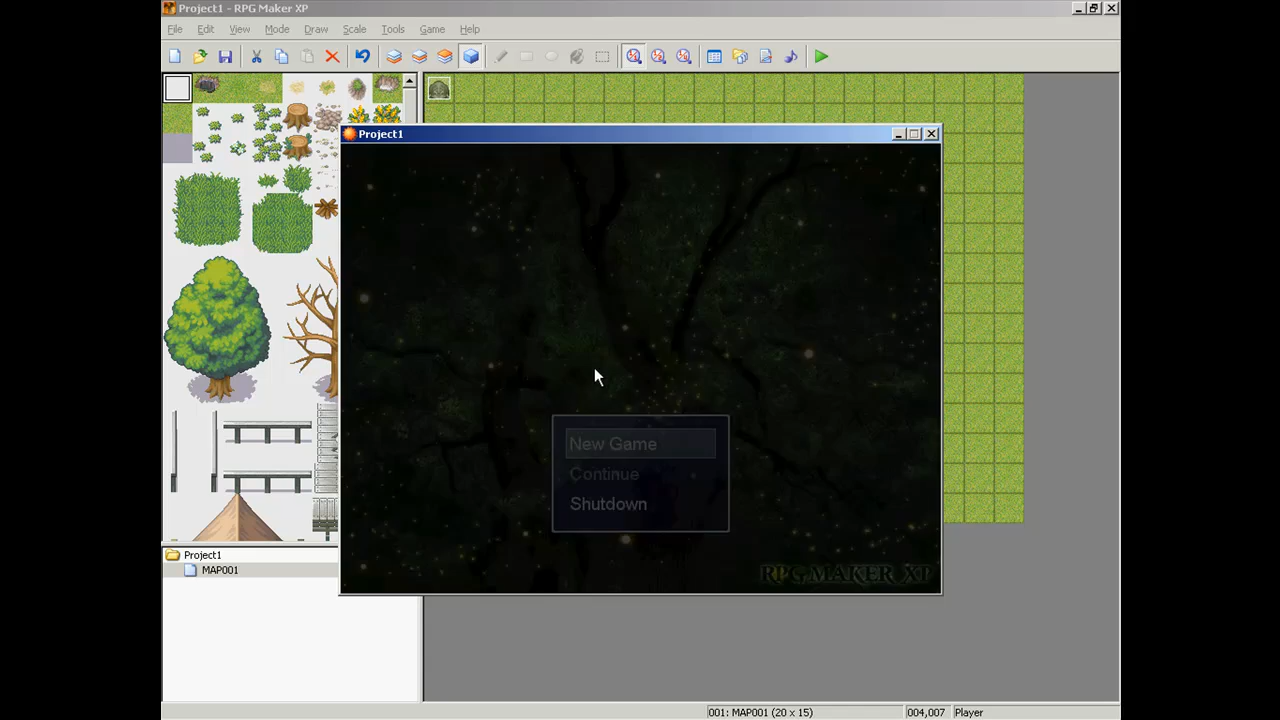 Project1 - RPG Maker XP
File Edit View Mode Draw Scale Tools Game Help
Project1
New Game
Continue
Shutdown
RPG MAKER XP
Project1
MAP001
001: MAP001 (20 x 15) 004,007 Player